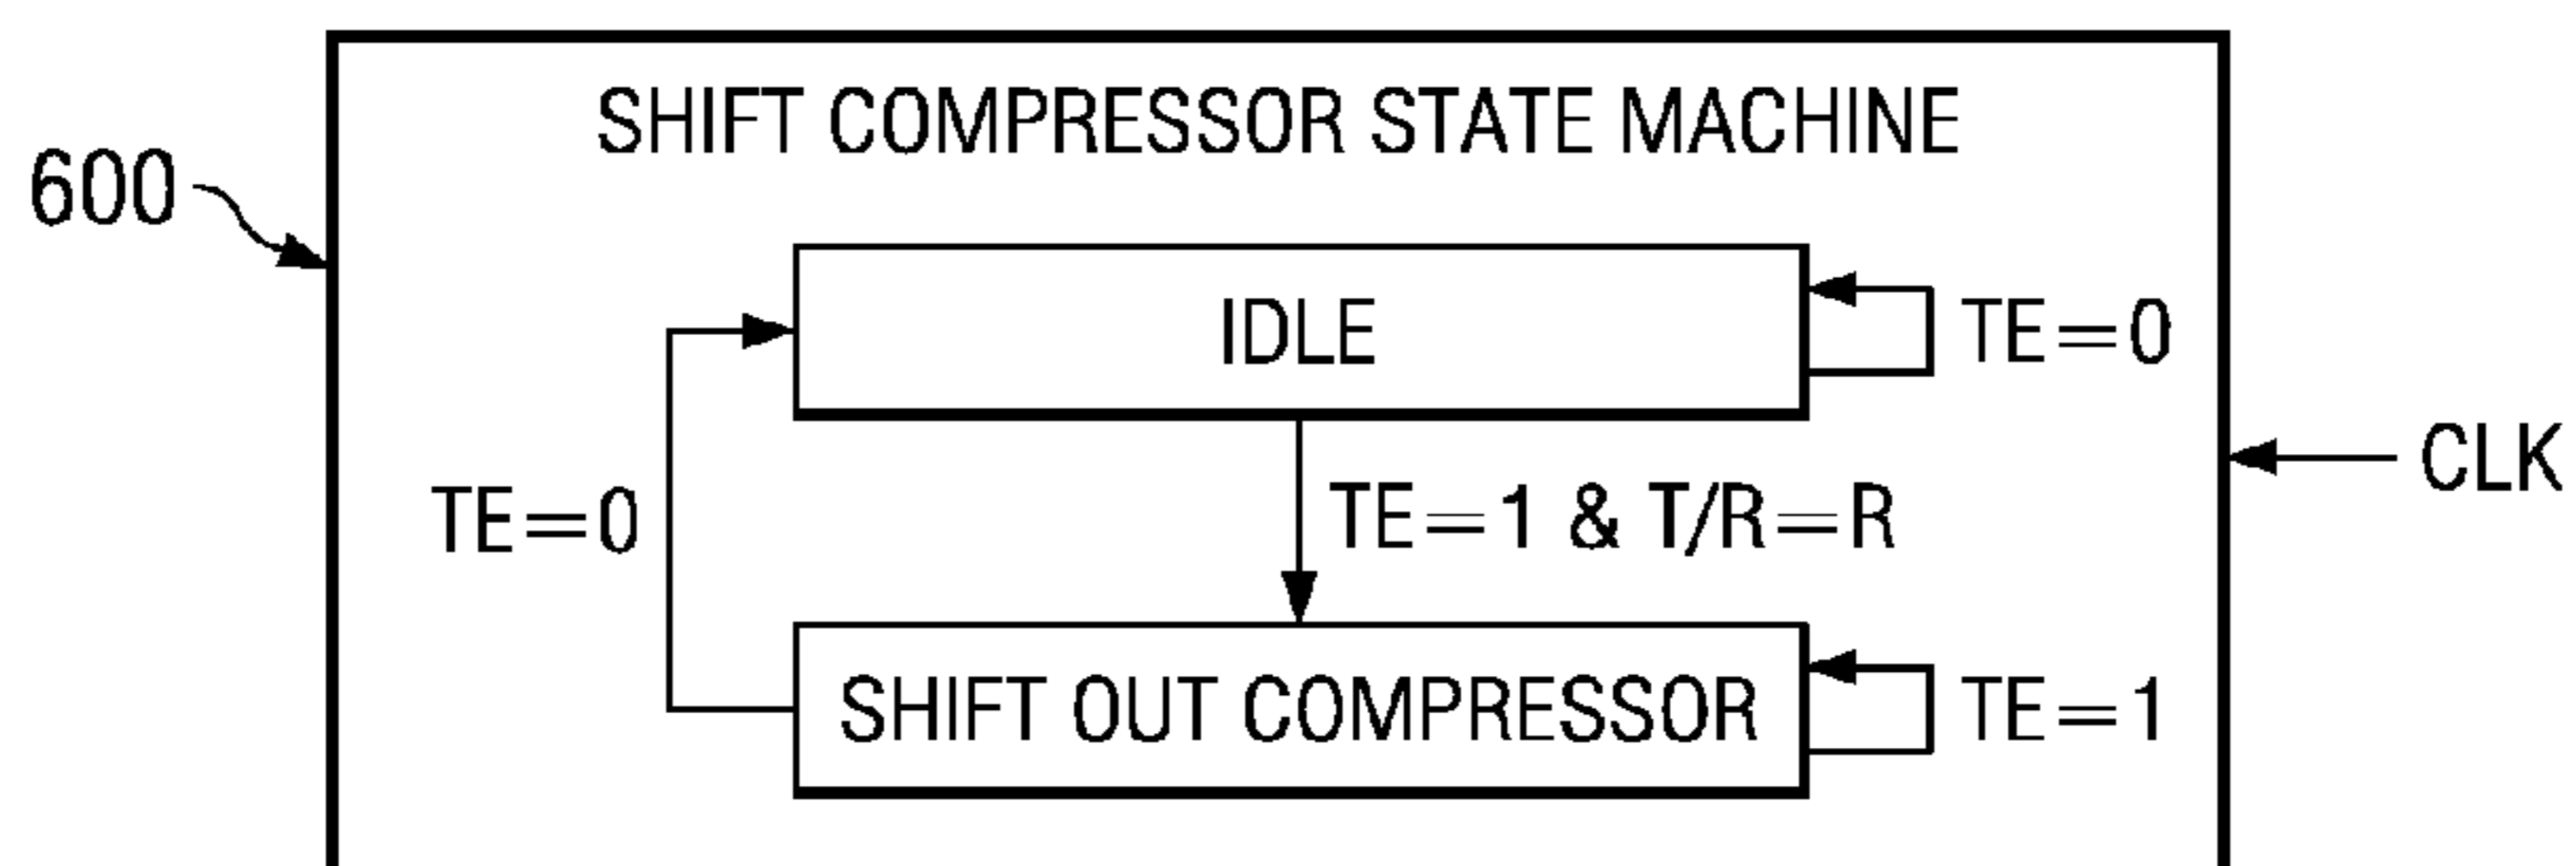 SHIFT COMPRESSOR STATE MACHINE
600
IDLE
TE=0
CLK
TE=0
TE=1 & T/R=R
SHIFT OUT COMPRESSOR
TE=1